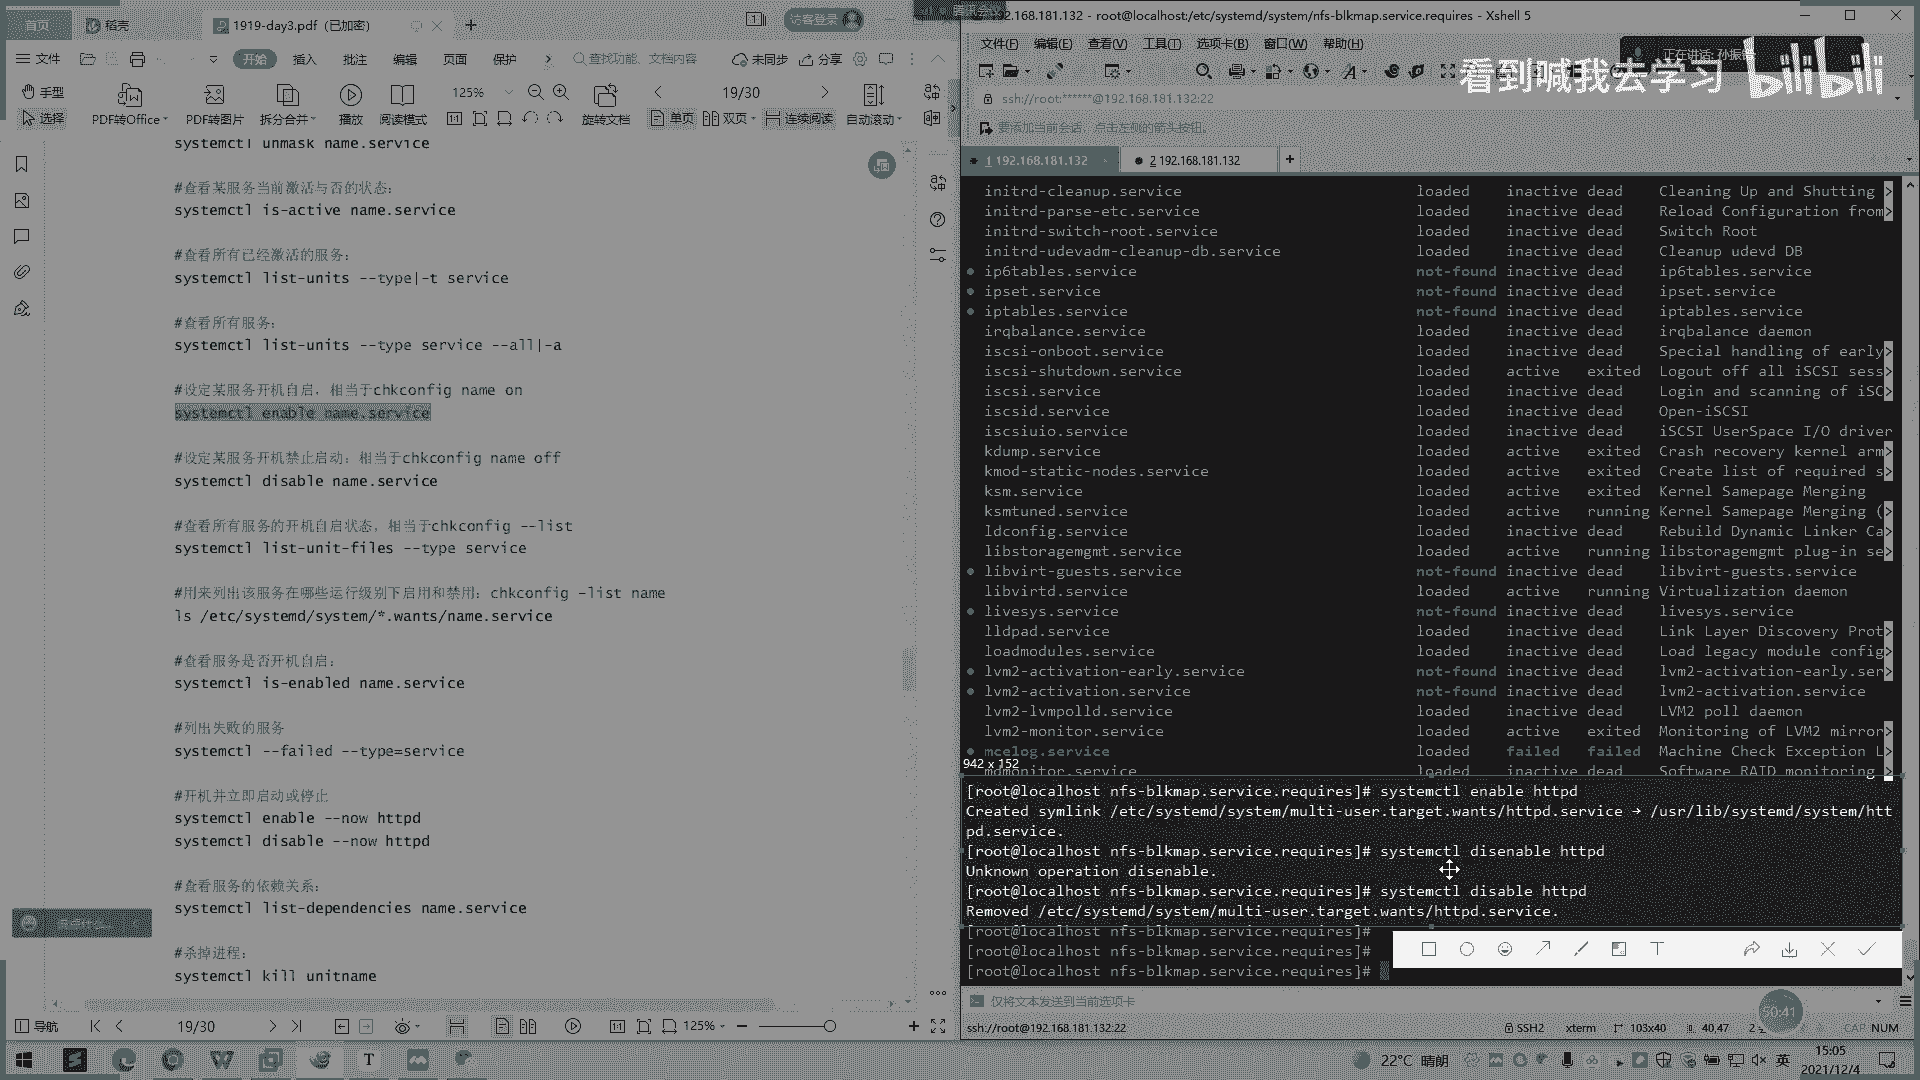 首页
稻壳
1919-day3.pdf (已加密)
访客登录
文件
开始
插入
批注
编辑
页面
保护
查找功能、文档内容
未同步
分享
手型
选择
PDF转Office
PDF转图片
拆分合并
播放
阅读模式
125%
旋转文档
19/30
单页
双页
连续阅读
自动滚动
systemctl unmask name.service
#查看某服务当前激活与否的状态:
systemctl is-active name.service
#查看所有已经激活的服务:
systemctl list-units --type|-t service
#查看所有服务:
systemctl list-units --type service --all|-a
#设定某服务开机自启，相当于chkconfig name on
systemctl enable name.service
#设定某服务开机禁止启动: 相当于chkconfig name off
systemctl disable name.service
#查看所有服务的开机自启状态，相当于chkconfig --list
systemctl list-unit-files --type service
#用来列出该服务在哪些运行级别下启用和禁用: chkconfig -list name
ls /etc/systemd/system/*.wants/name.service
#查看服务是否开机自启:
systemctl is-enabled name.service
#列出失败的服务
systemctl --failed --type=service
#开机并立即启动或停止
systemctl enable --now httpd
systemctl disable --now httpd
#查看服务的依赖关系:
systemctl list-dependencies name.service
#杀掉进程:
systemctl kill unitname
导航
19/30
125%
192.168.181.132 - root@localhost:/etc/systemd/system/nfs-blkmap.service.requires - Xshell 5
文件(F) 编辑(E) 查看(V) 工具(T) 选项卡(B) 窗口(W) 帮助(H)
看到喊我去学习 bilibili
ssh://root:******@192.168.181.132:22
要添加当前会话，点击左侧的箭头按钮。
1 192.168.181.132
2 192.168.181.132
initrd-cleanup.service loaded inactive dead Cleaning Up and Shutting >
initrd-parse-etc.service loaded inactive dead Reload Configuration from>
initrd-switch-root.service loaded inactive dead Switch Root
initrd-udevadm-cleanup-db.service loaded inactive dead Cleanup udevd DB
● ip6tables.service not-found inactive dead ip6tables.service
● ipset.service not-found inactive dead ipset.service
● iptables.service not-found inactive dead iptables.service
irqbalance.service loaded inactive dead irqbalance daemon
iscsi-onboot.service loaded inactive dead Special handling of early>
iscsi-shutdown.service loaded active exited Logout off all iSCSI sess>
iscsi.service loaded inactive dead Login and scanning of iSC>
iscsid.service loaded inactive dead Open-iSCSI
iscsiuio.service loaded inactive dead iSCSI UserSpace I/O driver
kdump.service loaded active exited Crash recovery kernel arm>
kmod-static-nodes.service loaded active exited Create list of required s>
ksm.service loaded active exited Kernel Samepage Merging
ksmtuned.service loaded active running Kernel Samepage Merging (>
ldconfig.service loaded inactive dead Rebuild Dynamic Linker Ca>
libstoragemgmt.service loaded active running libstoragemgmt plug-in se>
● libvirt-guests.service not-found inactive dead libvirt-guests.service
libvirtd.service loaded active running Virtualization daemon
● livesys.service not-found inactive dead livesys.service
lldpad.service loaded inactive dead Link Layer Discovery Prot>
loadmodules.service loaded inactive dead Load legacy module config>
● lvm2-activation-early.service not-found inactive dead lvm2-activation-early.ser>
● lvm2-activation.service not-found inactive dead lvm2-activation.service
lvm2-lvmpolld.service loaded inactive dead LVM2 poll daemon
lvm2-monitor.service loaded active exited Monitoring of LVM2 mirror>
● mcelog.service loaded failed failed Machine Check Exception L>
mdmonitor.service loaded inactive dead Software RAID monitoring >
942 x 152
[root@localhost nfs-blkmap.service.requires]# systemctl enable httpd
Created symlink /etc/systemd/system/multi-user.target.wants/httpd.service → /usr/lib/systemd/system/htt
pd.service.
[root@localhost nfs-blkmap.service.requires]# systemctl disenable httpd
Unknown operation disenable.
[root@localhost nfs-blkmap.service.requires]# systemctl disable httpd
Removed /etc/systemd/system/multi-user.target.wants/httpd.service.
[root@localhost nfs-blkmap.service.requires]#
[root@localhost nfs-blkmap.service.requires]#
[root@localhost nfs-blkmap.service.requires]#
仅将文本发送到当前选项卡
50:41
ssh://root@192.168.181.132:22
SSH2
xterm
103x40
40,47
CAP NUM
22°C 晴朗
英
15:05
2021/12/4